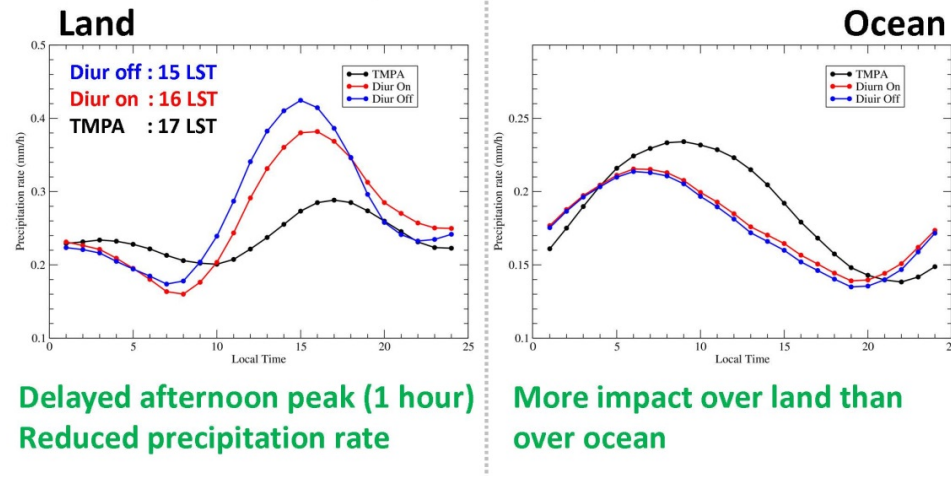 Land
Ocean
Diur off : 15 LST
Diur on : 16 LST
TMPA : 17 LST
TMPA
Diur On
Diur Off
Precipitation rate (mm/h)
0.5
0.4
0.3
0.2
0.1
0 5 10 15 20 25
Local Time
TMPA
Diurn On
Diuir Off
Precipitation rate (mm/h)
0.25
0.2
0.15
0.1
0 5 10 15 20 25
Local Time
Delayed afternoon peak (1 hour)
Reduced precipitation rate
More impact over land than
over ocean